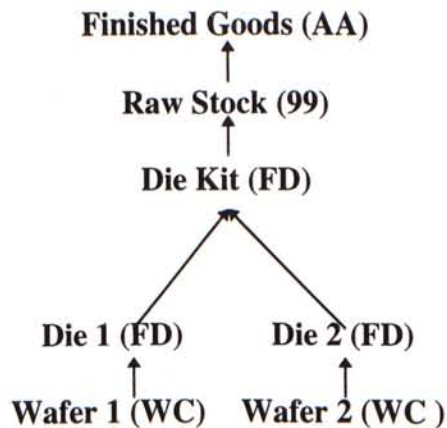 Finished Goods (AA)
Raw Stock (99)
Die Kit (FD)
Die 1 (FD) Die 2 (FD)
Wafer 1 (WC) Wafer 2 (WC )